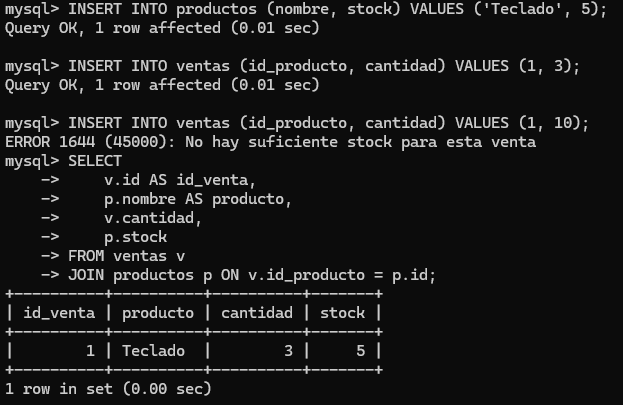 mysql> INSERT INTO productos (nombre, stock) VALUES ('Teclado', 5);
Query OK, 1 row affected (0.01 sec)

mysql> INSERT INTO ventas (id_producto, cantidad) VALUES (1, 3);
Query OK, 1 row affected (0.01 sec)

mysql> INSERT INTO ventas (id_producto, cantidad) VALUES (1, 10);
ERROR 1644 (45000): No hay suficiente stock para esta venta
mysql> SELECT
    ->     v.id AS id_venta,
    ->     p.nombre AS producto,
    ->     v.cantidad,
    ->     p.stock
    -> FROM ventas v
    -> JOIN productos p ON v.id_producto = p.id;
+----------+----------+----------+-------+
| id_venta | producto | cantidad | stock |
+----------+----------+----------+-------+
|        1 | Teclado  |        3 |     5 |
+----------+----------+----------+-------+
1 row in set (0.00 sec)